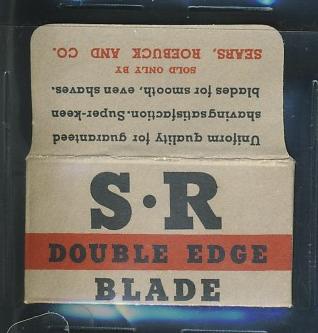 Uniform quality for guaranteed
shaving satisfaction. Super-keen
blades for smooth, even shaves.
SOLD ONLY BY
SEARS, ROEBUCK AND CO.
S·R
DOUBLE EDGE
BLADE